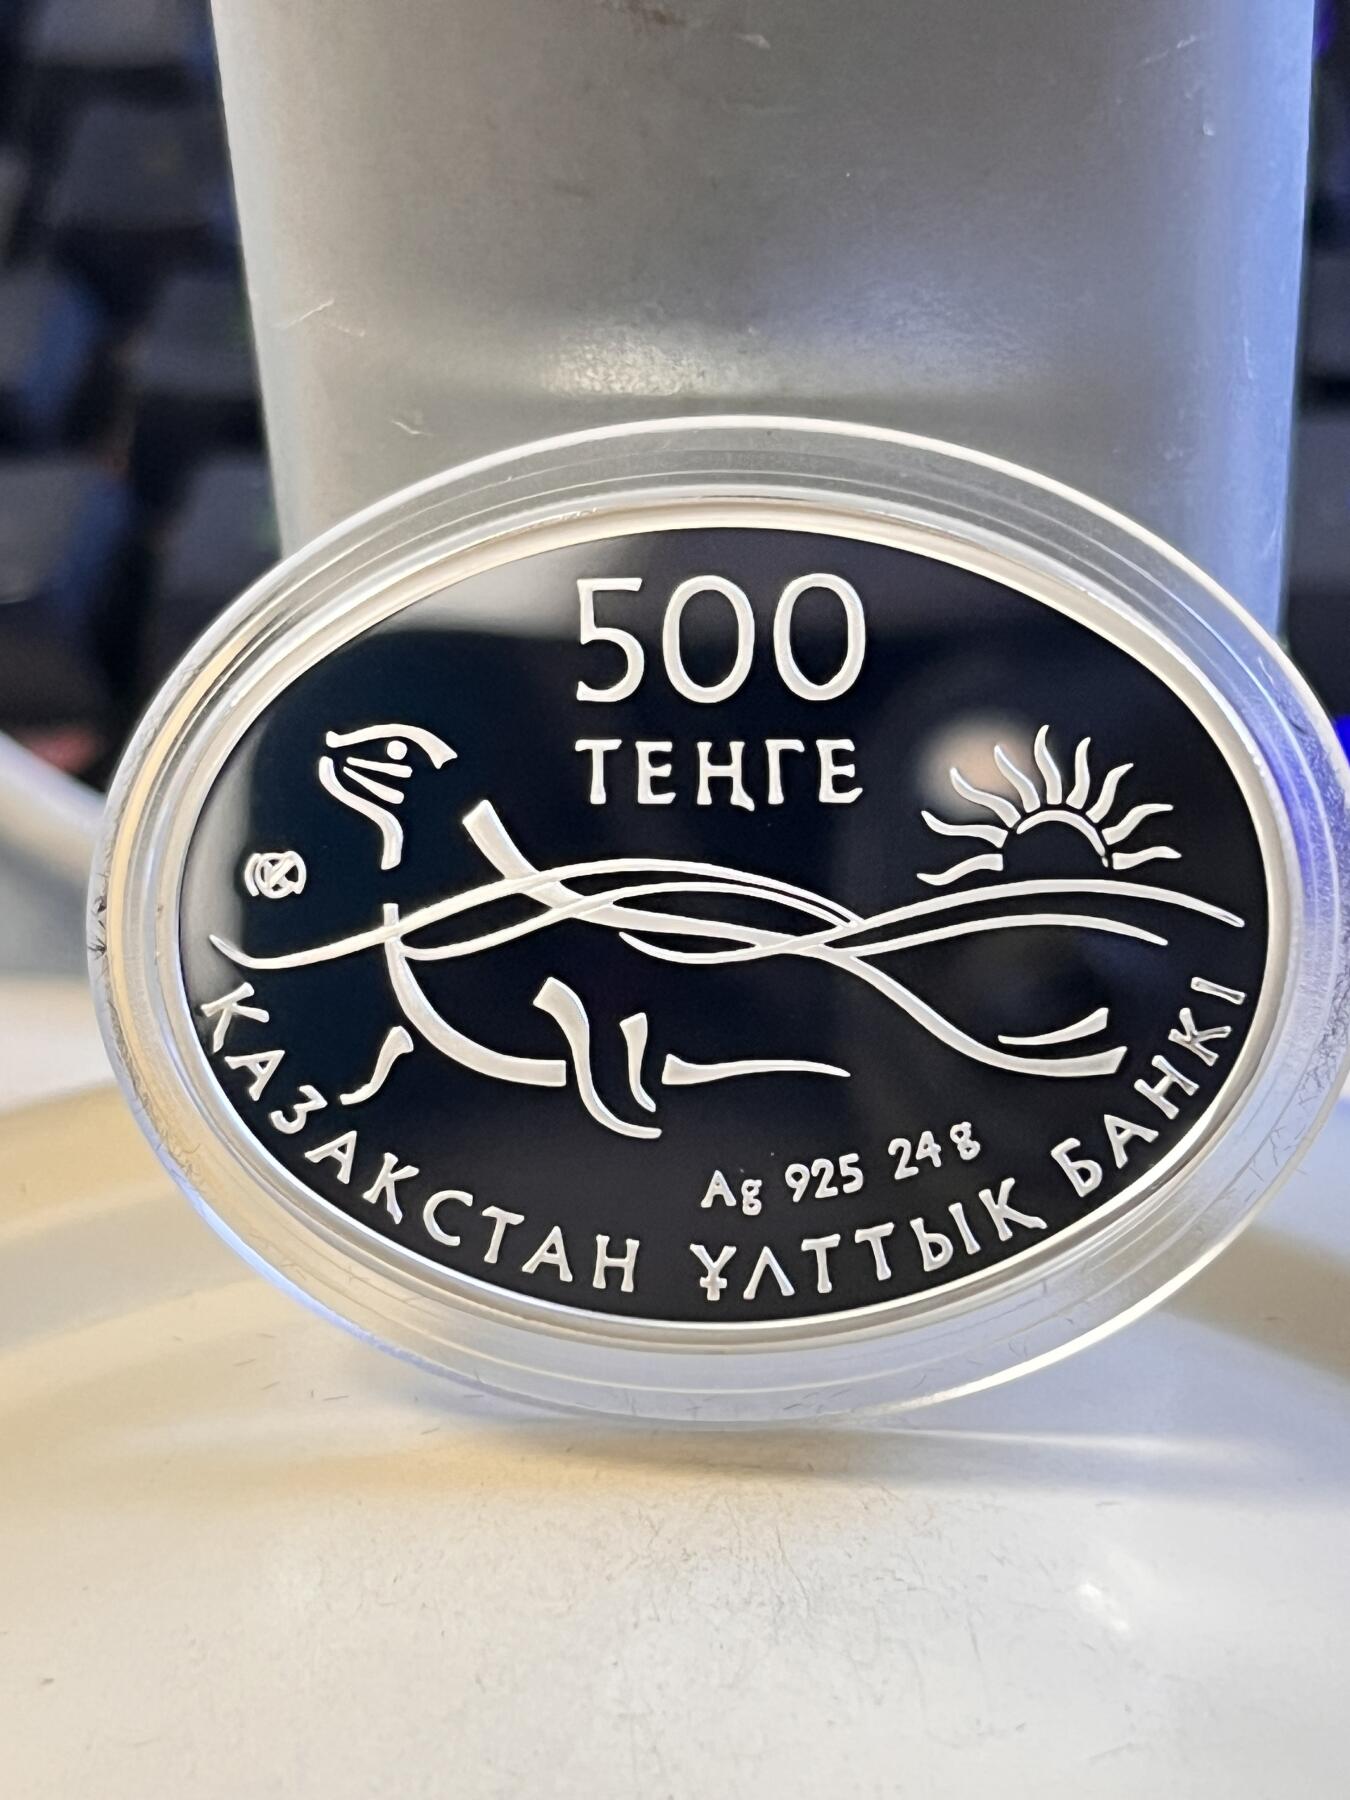 500
ТЕҢГЕ
Ag 925 24 g
ҚАЗАҚСТАН ҰЛТТЫҚ БАНКІ